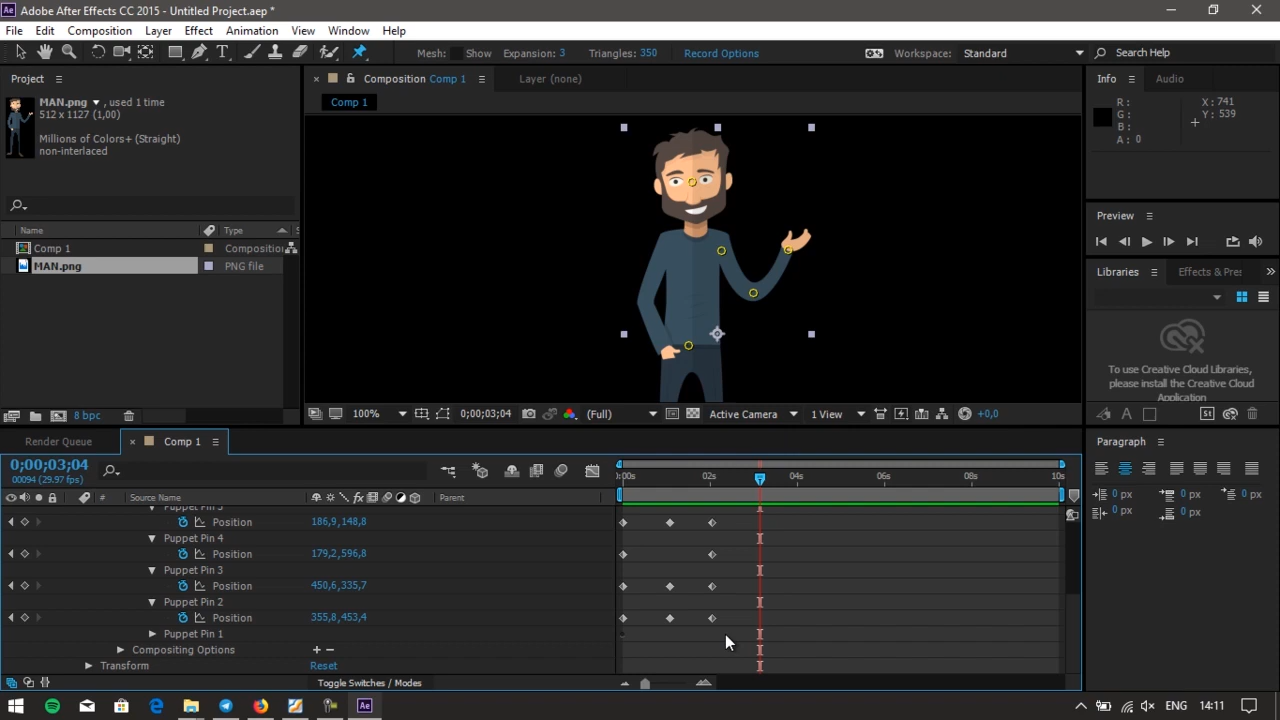 Ae Adobe After Effects CC 2015 - Untitled Project.aep *
File Edit Composition Layer Effect Animation View Window Help
Mesh: Show Expansion: 3 Triangles: 350 Record Options Workspace: Standard Search Help
Project
Composition Comp 1
Layer (none)
Info Audio
Comp 1
MAN.png , used 1 time
512 x 1127 (1,00)
Millions of Colors+ (Straight)
non-interlaced
R:
G:
B:
A: 0
X: 741
Y: 539
Name Type
Comp 1 Compositio
MAN.png PNG file
Preview
Libraries Effects & Pres
To use Creative Cloud Libraries,
please install the Creative Cloud
Application
8 bpc
100% 0;00;03;04 (Full) Active Camera 1 View +0,0
St
Render Queue Comp 1
Paragraph
0;00;03;04
00094 (29.97 fps)
:00s 02s 04s 06s 08s 10s
# Source Name Parent
0 px 0 px 0 px
0 px 0 px
Puppet Pin 5
Position 186,9,148,8
Puppet Pin 4
Position 179,2,596,8
Puppet Pin 3
Position 450,6,335,7
Puppet Pin 2
Position 355,8,453,4
Puppet Pin 1
Compositing Options + −
Transform Reset
Toggle Switches / Modes
Ae ENG 14:11